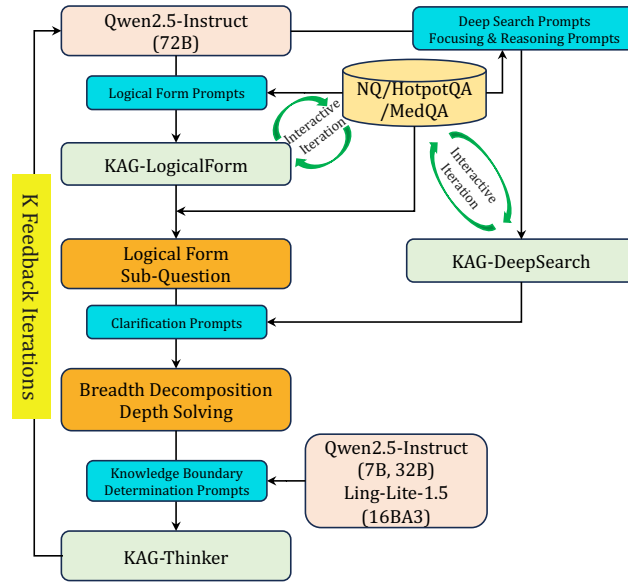 Qwen2.5-Instruct
(72B)
Deep Search Prompts
Focusing & Reasoning Prompts
Logical Form Prompts
NQ/HotpotQA
/MedQA
Interactive
Iteration
Interactive
Iteration
KAG-LogicalForm
Logical Form
Sub-Question
KAG-DeepSearch
Clarification Prompts
K Feedback Iterations
Breadth Decomposition
Depth Solving
Qwen2.5-Instruct
(7B, 32B)
Ling-Lite-1.5
(16BA3)
Knowledge Boundary
Determination Prompts
KAG-Thinker